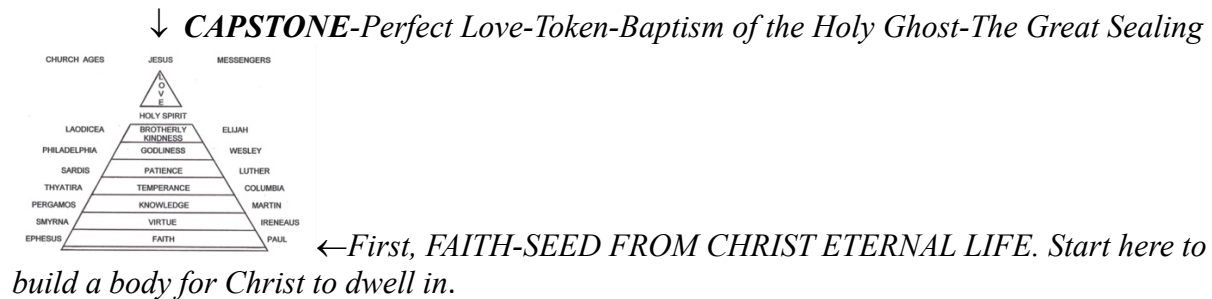 ↓ CAPSTONE-Perfect Love-Token-Baptism of the Holy Ghost-The Great Sealing
CHURCH AGES JESUS MESSENGERS
L
O
V
E
HOLY SPIRIT
LAODICEA BROTHERLY KINDNESS ELIJAH
PHILADELPHIA GODLINESS WESLEY
SARDIS PATIENCE LUTHER
THYATIRA TEMPERANCE COLUMBIA
PERGAMOS KNOWLEDGE MARTIN
SMYRNA VIRTUE IRENEAUS
EPHESUS FAITH PAUL
←First, FAITH-SEED FROM CHRIST ETERNAL LIFE. Start here to
build a body for Christ to dwell in.